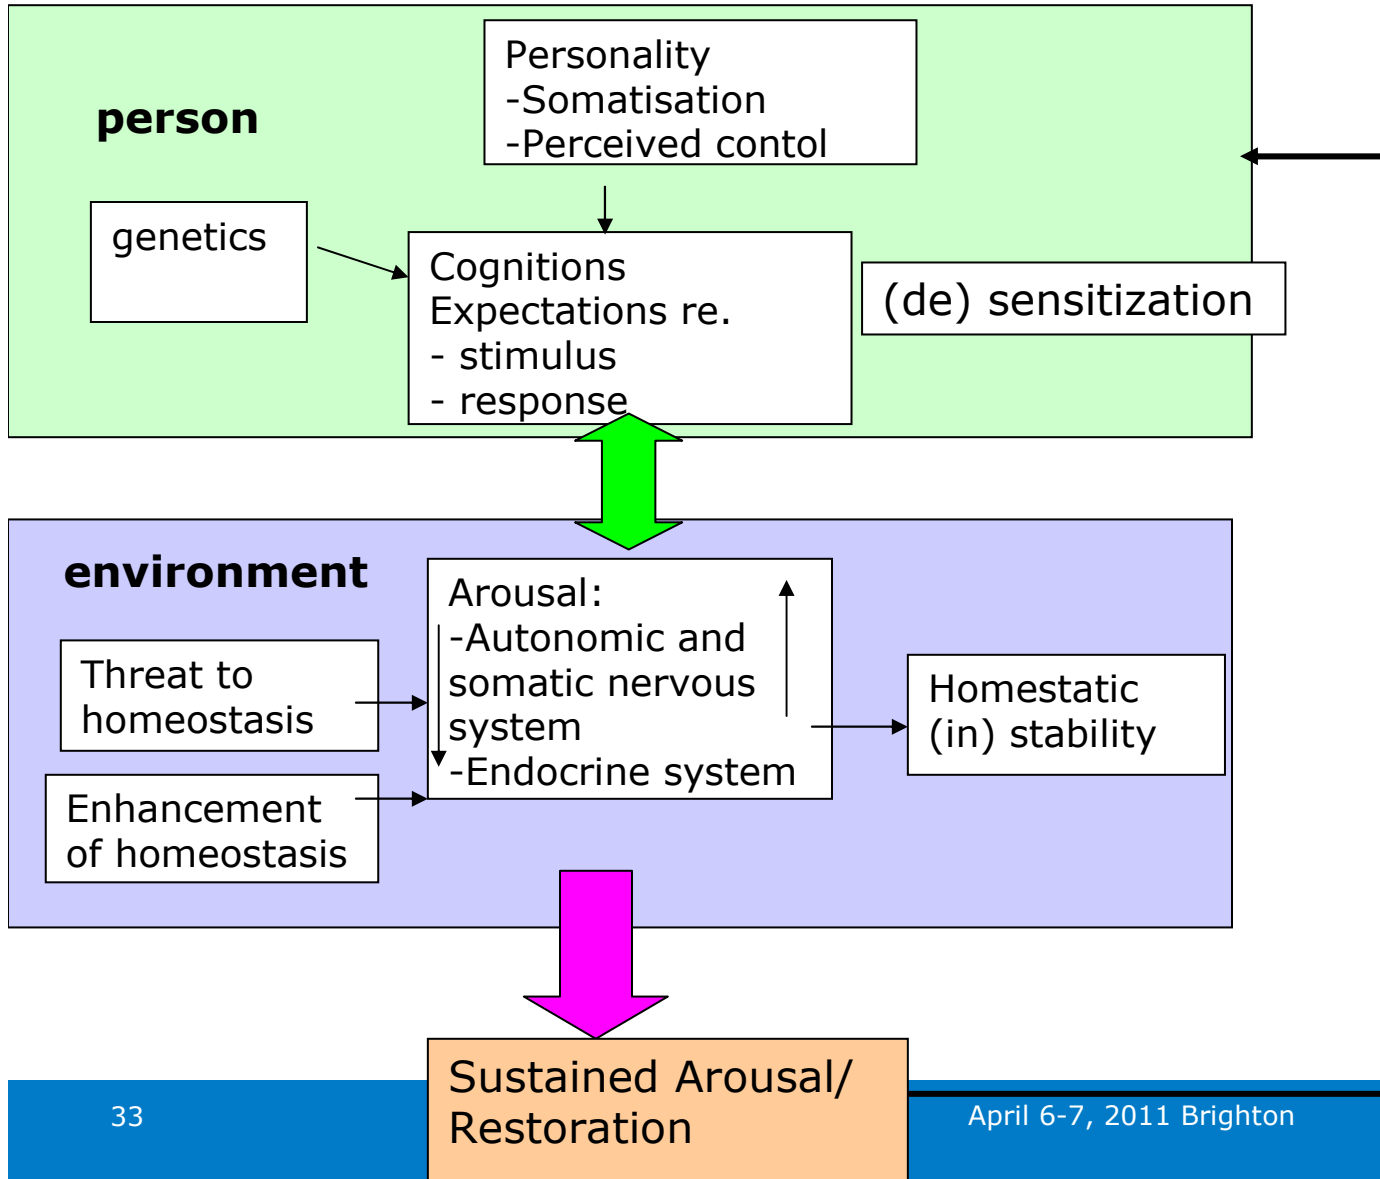 person
Personality
-Somatisation
-Perceived contol
genetics
Cognitions
Expectations re.
- stimulus
- response
(de) sensitization
environment
Threat to
homeostasis
Enhancement
of homeostasis
Arousal:
-Autonomic and
somatic nervous
system
-Endocrine system
Homestatic
(in) stability
Sustained Arousal/
Restoration
33
April 6-7, 2011 Brighton